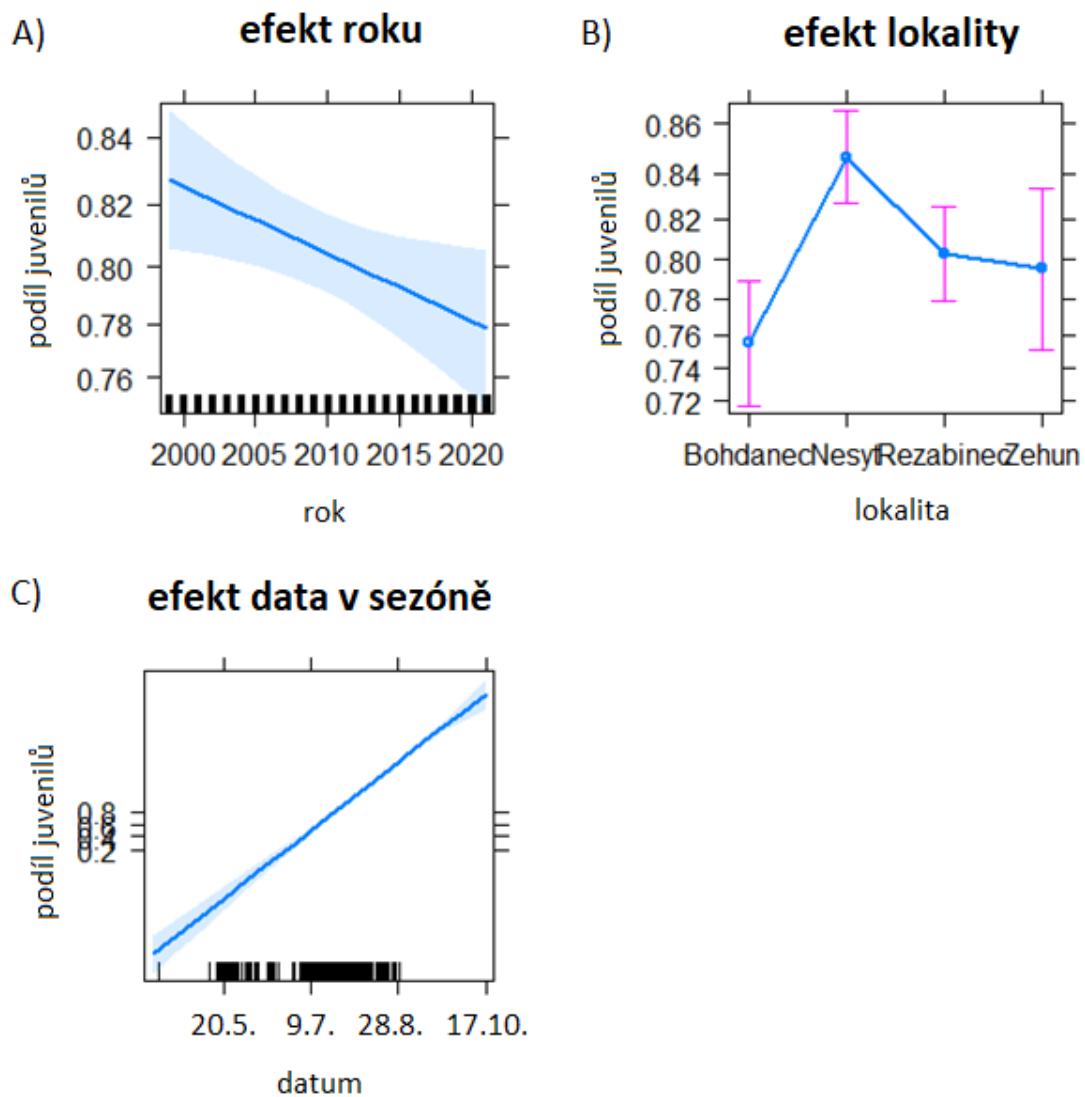 A)
efekt roku
podíl juvenilů
0.84
0.82
0.80
0.78
0.76
2000 2005 2010 2015 2020
rok
B)
efekt lokality
podíl juvenilů
0.86
0.84
0.82
0.80
0.78
0.76
0.74
0.72
Bohdanec Nesyt Rezabinec Zehun
lokalita
C)
efekt data v sezóně
podíl juvenilů
0.8
0.2
20.5. 9.7. 28.8. 17.10.
datum